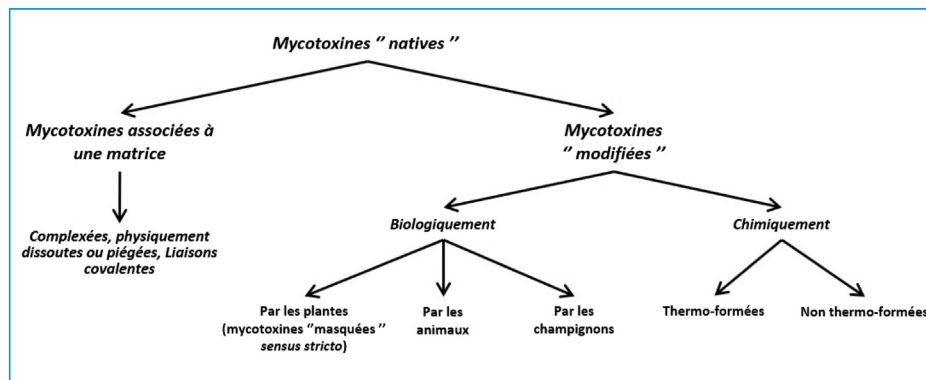 Mycotoxines ‘’ natives ’’
Mycotoxines associées à
une matrice
Mycotoxines
‘’ modifiées ’’
Complexées, physiquement
dissoutes ou piégées, Liaisons
covalentes
Biologiquement
Chimiquement
Par les plantes
(mycotoxines ‘’masquées ’’
sensus stricto)
Par les
animaux
Par les
champignons
Thermo-formées
Non thermo-formées